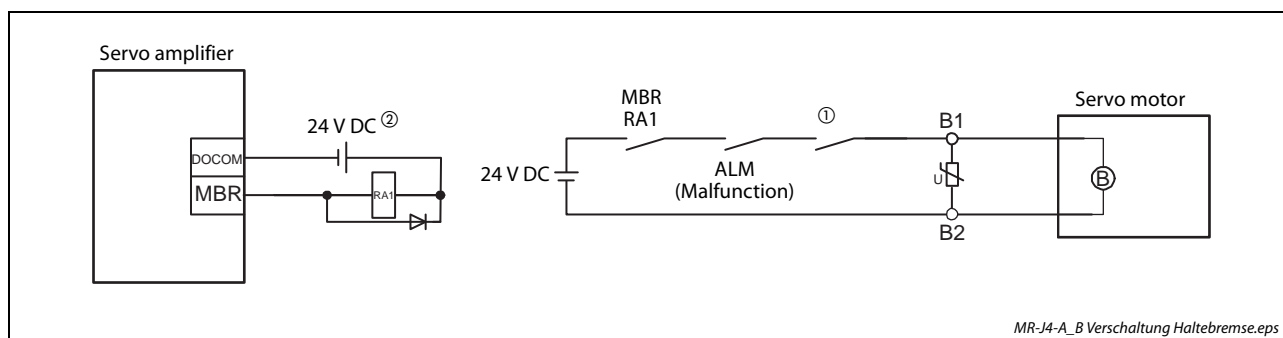 Servo amplifier
24 V DC ②
DOCOM
MBR
RA1
MBR
RA1
①
24 V DC
ALM
(Malfunction)
B1
U
B2
Servo motor
B
MR-J4-A_B Verschaltung Haltebremse.eps